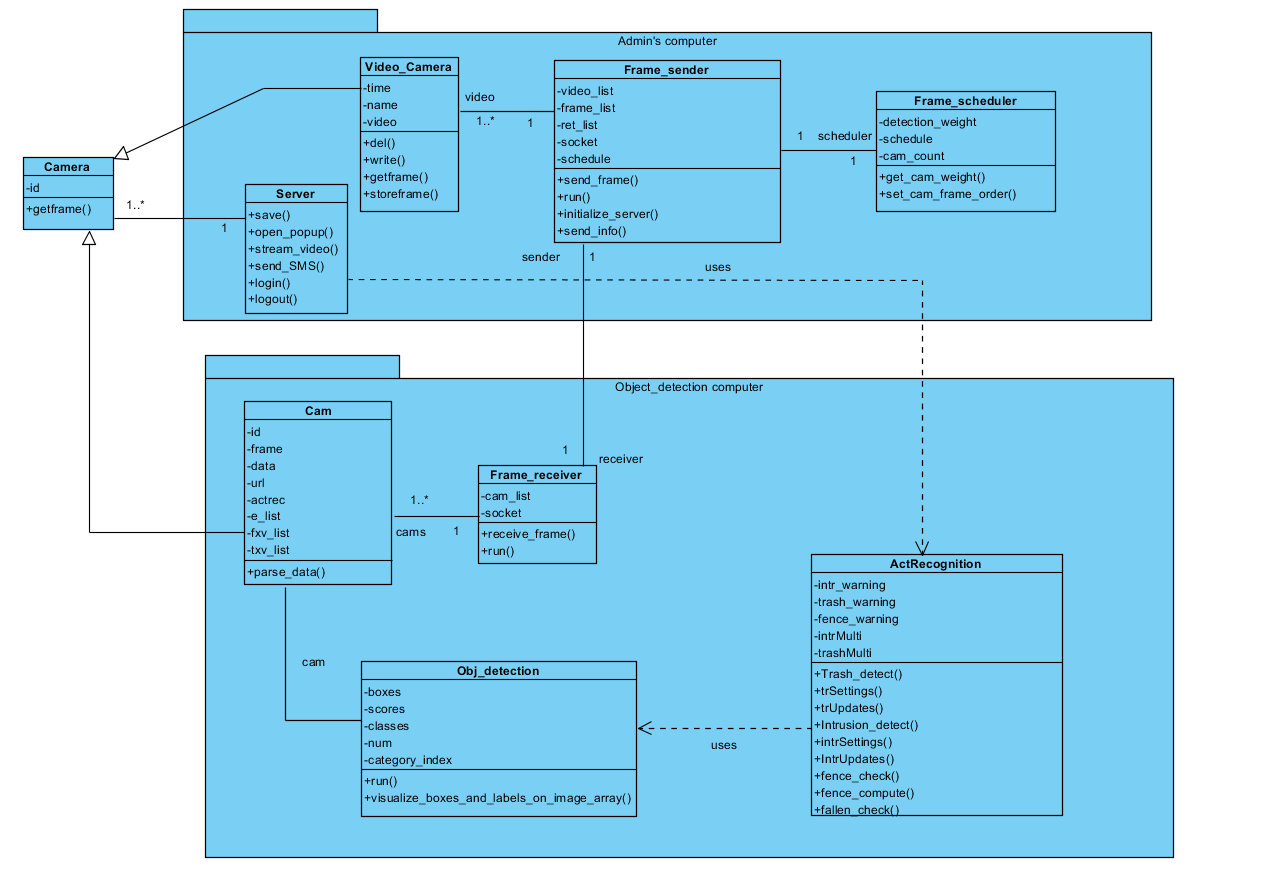 Admin's computer
Video_Camera
-time
-name
-video
+del()
+write()
+getframe()
+storeframe()
video
1..*
1
Frame_sender
-video_list
-frame_list
-ret_list
-socket
-schedule
+send_frame()
+run()
+initialize_server()
+send_info()
1
scheduler
1
Frame_scheduler
-detection_weight
-schedule
-cam_count
+get_cam_weight()
+set_cam_frame_order()
Camera
-id
+getframe()
1..*
1
Server
+save()
+open_popup()
+stream_video()
+send_SMS()
+login()
+logout()
sender
1
uses
Object_detection computer
Cam
-id
-frame
-data
-url
-actrec
-e_list
-fxv_list
-txv_list
+parse_data()
1..*
cams
1
1
receiver
Frame_receiver
-cam_list
-socket
+receive_frame()
+run()
ActRecognition
-intr_warning
-trash_warning
-fence_warning
-intrMulti
-trashMulti
+Trash_detect()
+trSettings()
+trUpdates()
+Intrusion_detect()
+intrSettings()
+IntrUpdates()
+fence_check()
+fence_compute()
+fallen_check()
cam
Obj_detection
-boxes
-scores
-classes
-num
-category_index
+run()
+visualize_boxes_and_labels_on_image_array()
uses